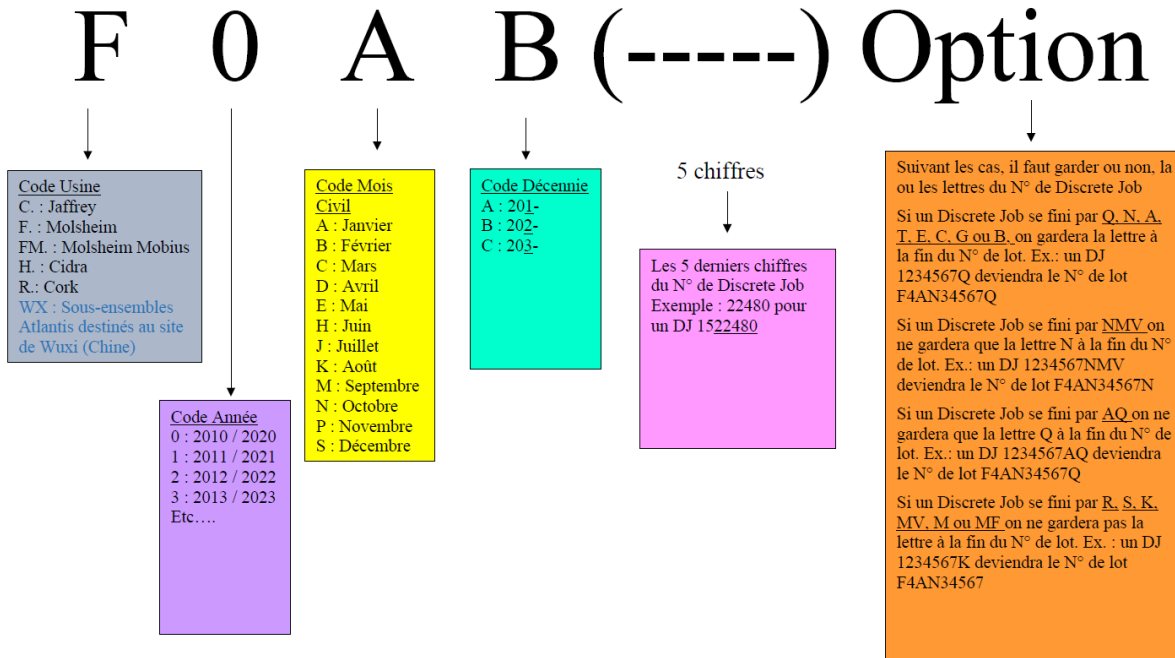 F 0 A B (-----) Option
Code Usine
C. : Jaffrey
F. : Molsheim
FM. : Molsheim Mobius
H. : Cidra
R.: Cork
WX : Sous-ensembles
Atlantis destinés au site
de Wuxi (Chine)
Code Année
0 : 2010 / 2020
1 : 2011 / 2021
2 : 2012 / 2022
3 : 2013 / 2023
Etc….
Code Mois
Civil
A : Janvier
B : Février
C : Mars
D : Avril
E : Mai
H : Juin
J : Juillet
K : Août
M : Septembre
N : Octobre
P : Novembre
S : Décembre
Code Décennie
A : 201-
B : 202-
C : 203-
5 chiffres
Les 5 derniers chiffres
du N° de Discrete Job
Exemple : 22480 pour
un DJ 1522480
Suivant les cas, il faut garder ou non, la
ou les lettres du N° de Discrete Job
Si un Discrete Job se fini par Q, N, A,
T, E, C, G ou B, on gardera la lettre à
la fin du N° de lot. Ex.: un DJ
1234567Q deviendra le N° de lot
F4AN34567Q
Si un Discrete Job se fini par NMV on
ne gardera que la lettre N à la fin du N°
de lot. Ex.: un DJ 1234567NMV
deviendra le N° de lot F4AN34567N
Si un Discrete Job se fini par AQ on ne
gardera que la lettre Q à la fin du N° de
lot. Ex.: un DJ 1234567AQ deviendra
le N° de lot F4AN34567Q
Si un Discrete Job se fini par R, S, K,
MV, M ou MF on ne gardera pas la
lettre à la fin du N° de lot. Ex. : un DJ
1234567K deviendra le N° de lot
F4AN34567